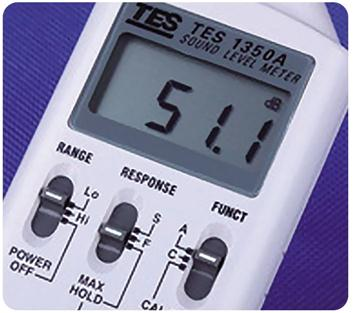 TES TES 1350A
SOUND LEVEL METER
51.1 dB
RANGE
RESPONSE
FUNCT
Lo
Hi
S
F
A
C
POWER
OFF
MAX
HOLD
CAL